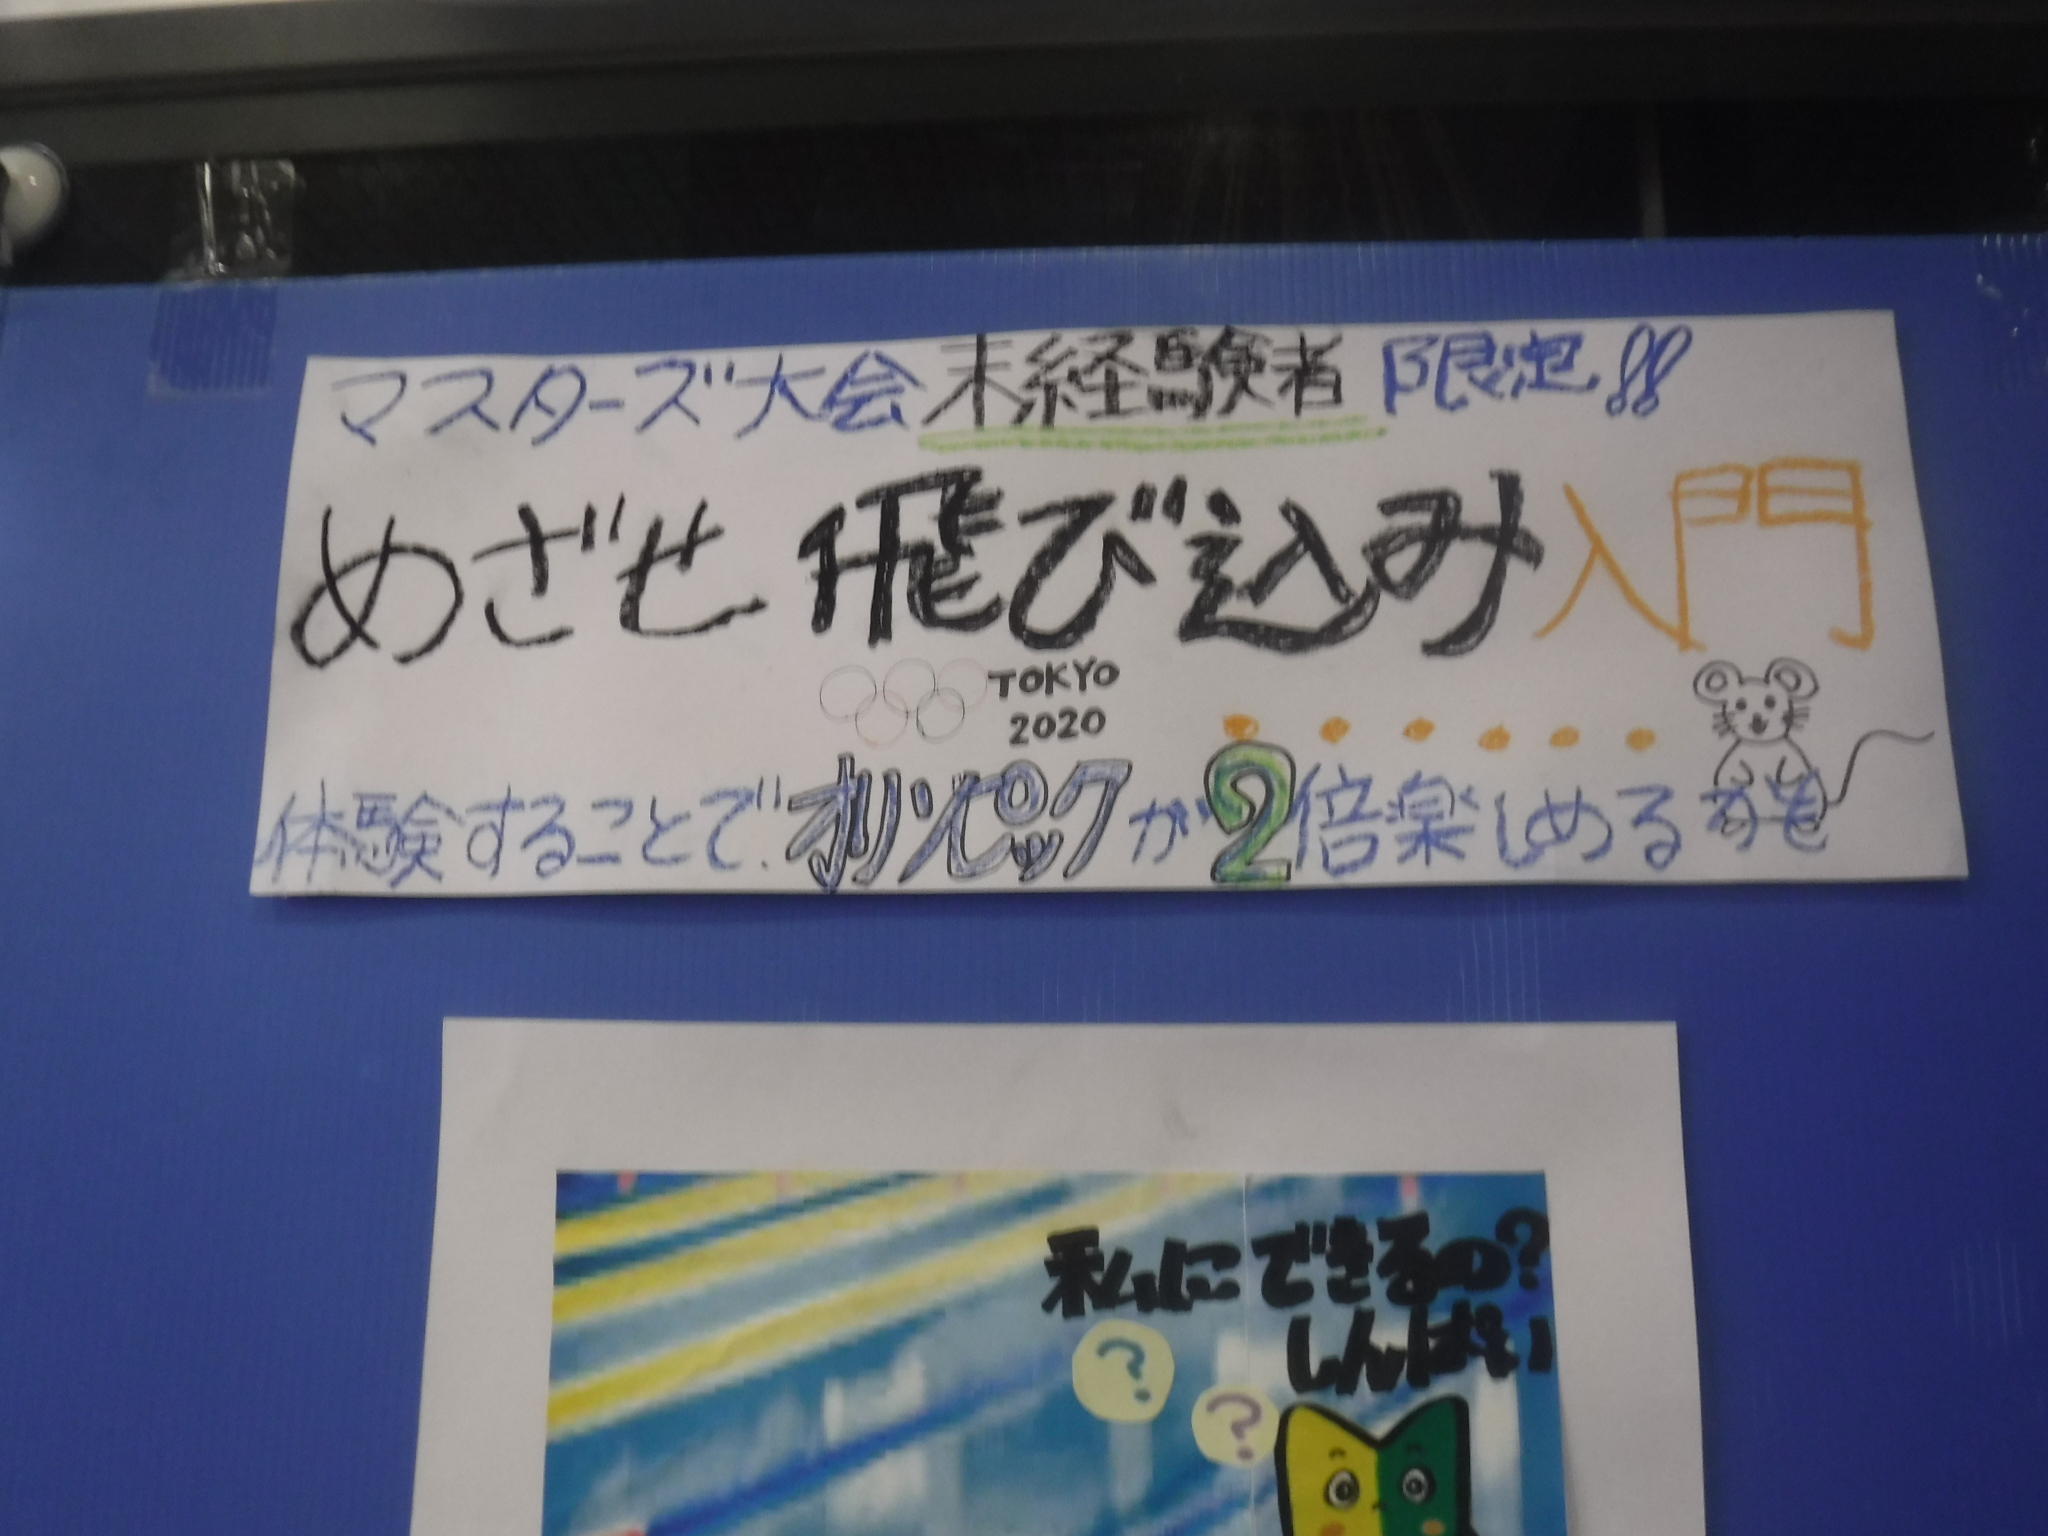 マスターズ大会未経験者限定!!
めざせ飛び込み入門
TOKYO
2020
体験することでオリンピックが2倍楽しめるかも
私にできるの?
しんぱい
?
?